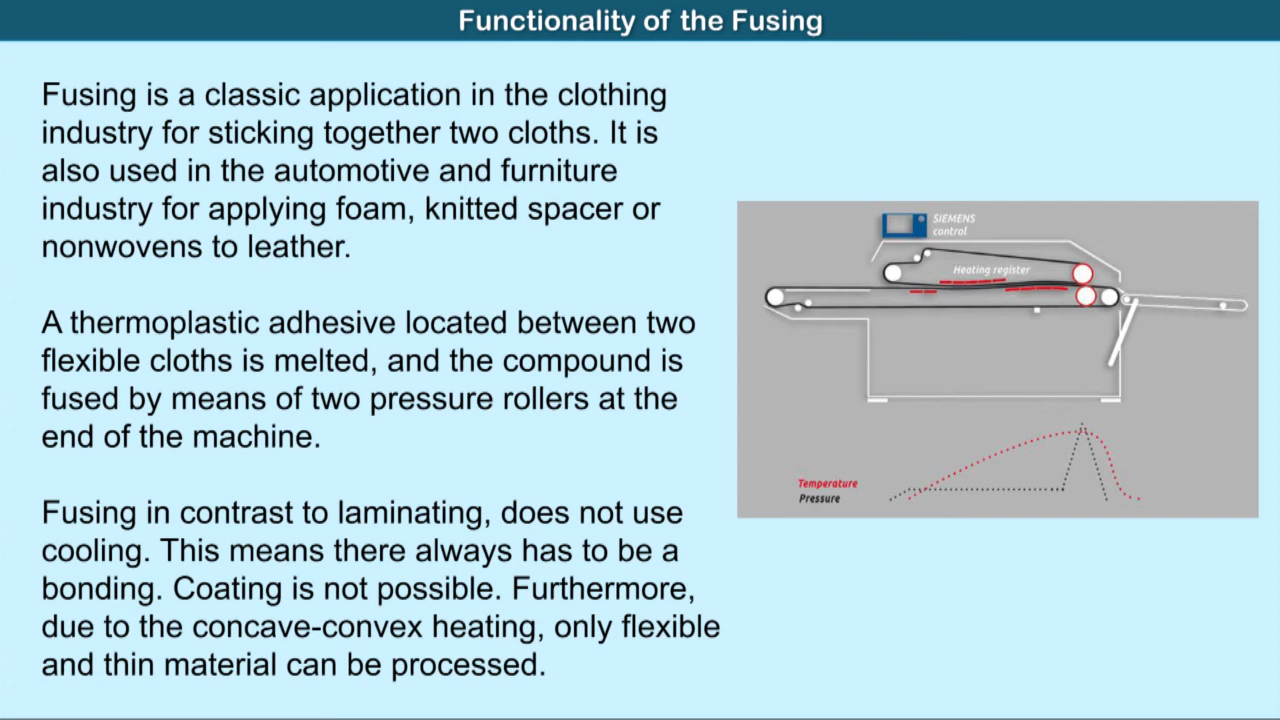 Functionality of the Fusing
Fusing is a classic application in the clothing
industry for sticking together two cloths. It is
also used in the automotive and furniture
industry for applying foam, knitted spacer or
nonwovens to leather.
A thermoplastic adhesive located between two
flexible cloths is melted, and the compound is
fused by means of two pressure rollers at the
end of the machine.
Fusing in contrast to laminating, does not use
cooling. This means there always has to be a
bonding. Coating is not possible. Furthermore,
due to the concave-convex heating, only flexible
and thin material can be processed.
SIEMENS
control
Heating register
Temperature
Pressure